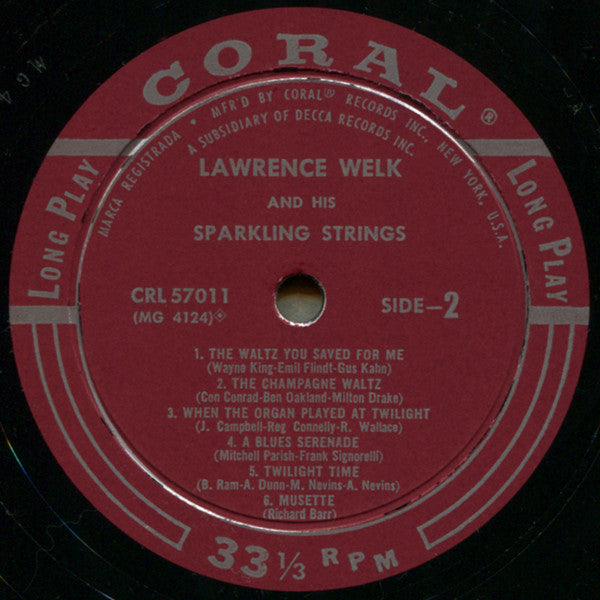 CORAL®
MARCA REGISTRADA • MFR'D BY CORAL® RECORDS INC., NEW YORK, U.S.A.
A SUBSIDIARY OF DECCA RECORDS INC.
LONG PLAY
LONG PLAY
LAWRENCE WELK
AND HIS
SPARKLING STRINGS
CRL 57011
(MG 4124)
SIDE–2
1. THE WALTZ YOU SAVED FOR ME
(Wayne King-Emil Flindt-Gus Kahn)
2. THE CHAMPAGNE WALTZ
(Con Conrad-Ben Oakland-Milton Drake)
3. WHEN THE ORGAN PLAYED AT TWILIGHT
(J. Campbell-Reg Connelly-R. Wallace)
4. A BLUES SERENADE
(Mitchell Parish-Frank Signorelli)
5. TWILIGHT TIME
(B. Ram-A. Dunn-M. Nevins-A. Nevins)
6. MUSETTE
(Richard Barr)
33 1/3 RPM